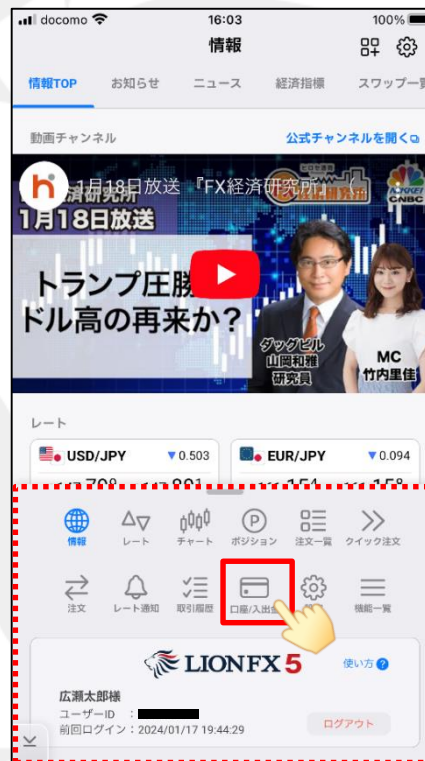 docomo 16:03 100%
情報
情報TOP お知らせ ニュース 経済指標 スワップ一覧
動画チャンネル 公式チャンネルを開く
1月18日放送 『FX経済研究所』
1月18日放送
トランプ圧勝
ドル高の再来か?
ダッグビル
山岡和雅
研究員
MC
竹内里佳
レート
USD/JPY ▼0.503 EUR/JPY ▼0.094
情報 レート チャート ポジション 注文一覧 クイック注文
注文 レート通知 取引履歴 口座/入出金 機能一覧
LION FX 5 使い方
広瀬太郎様
ユーザーID :
前回ログイン:2024/01/17 19:44:29 ログアウト